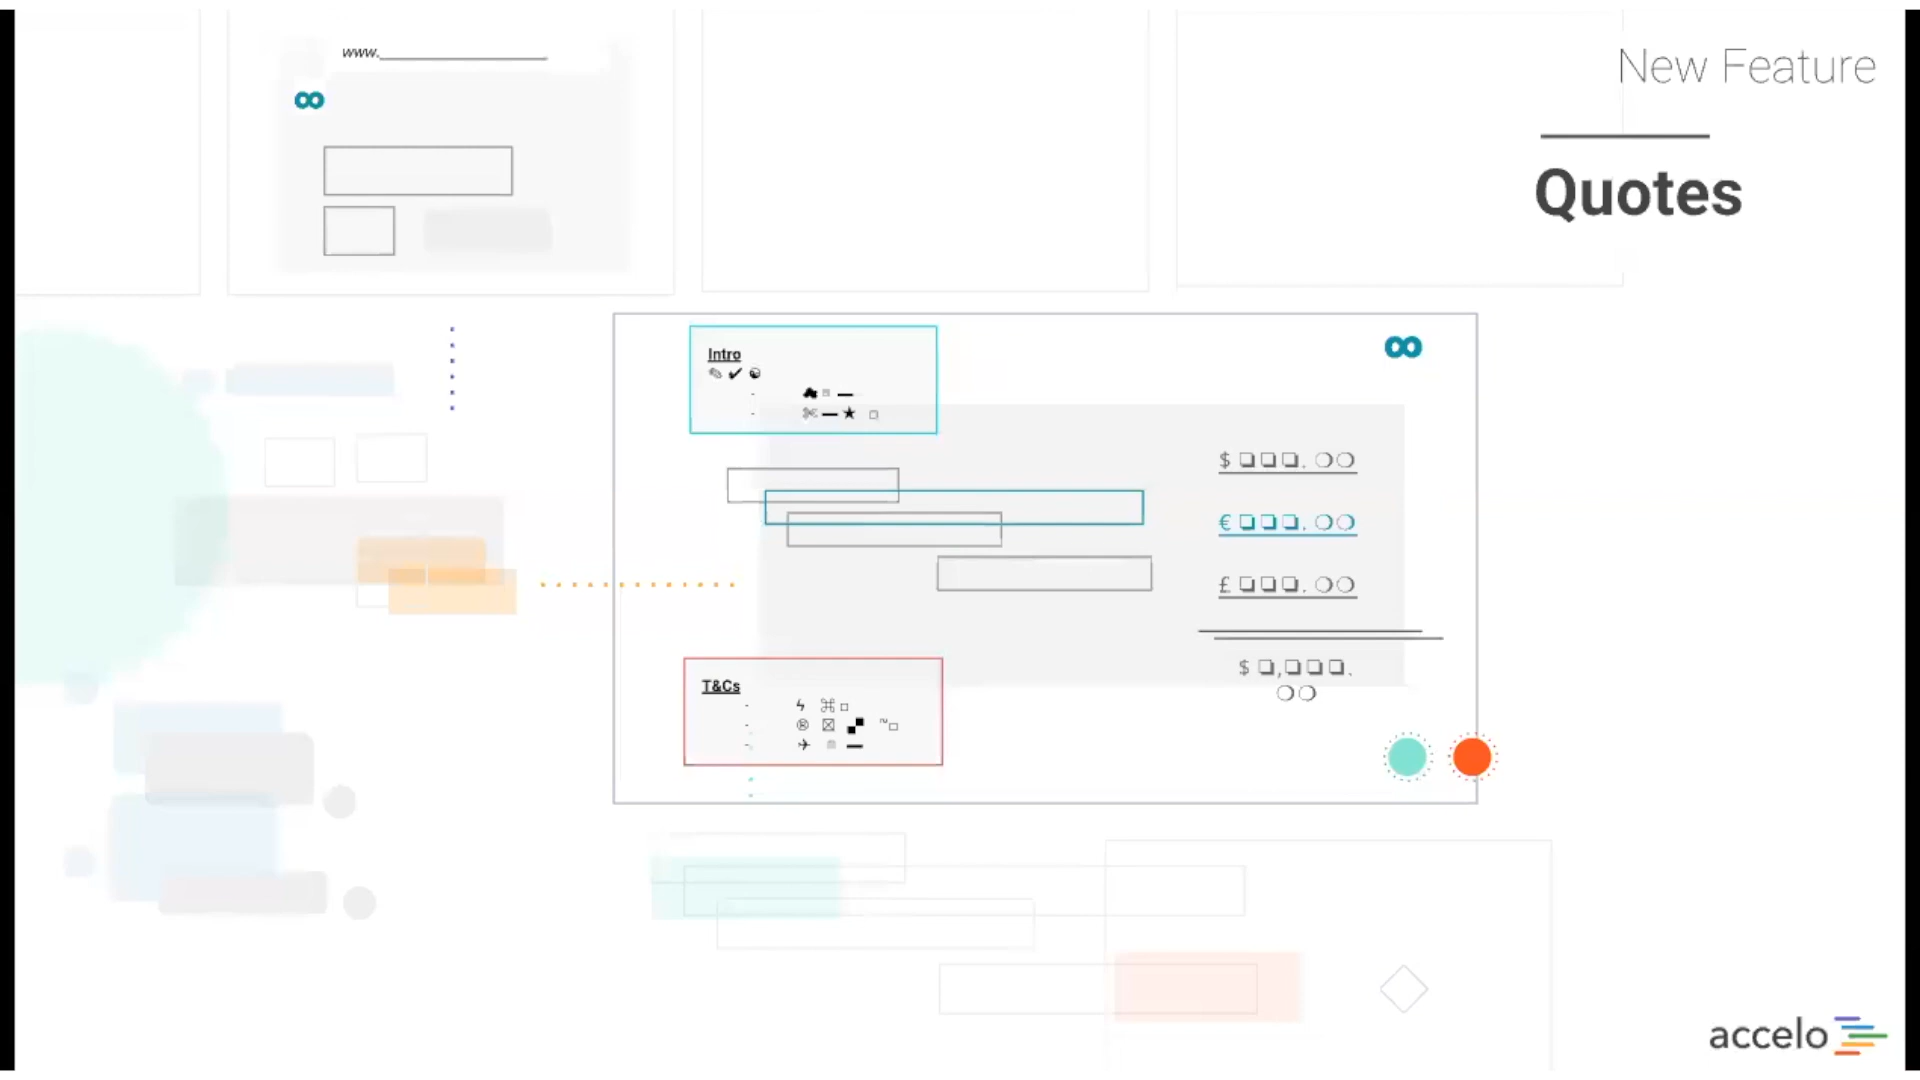 www.
New Feature
Quotes
Intro
$ ❏❏❏.❍❍
€ ❏❏❏.❍❍
£ ❏❏❏.❍❍
$ ❏,❏❏❏.
❍❍
T&Cs
accelo